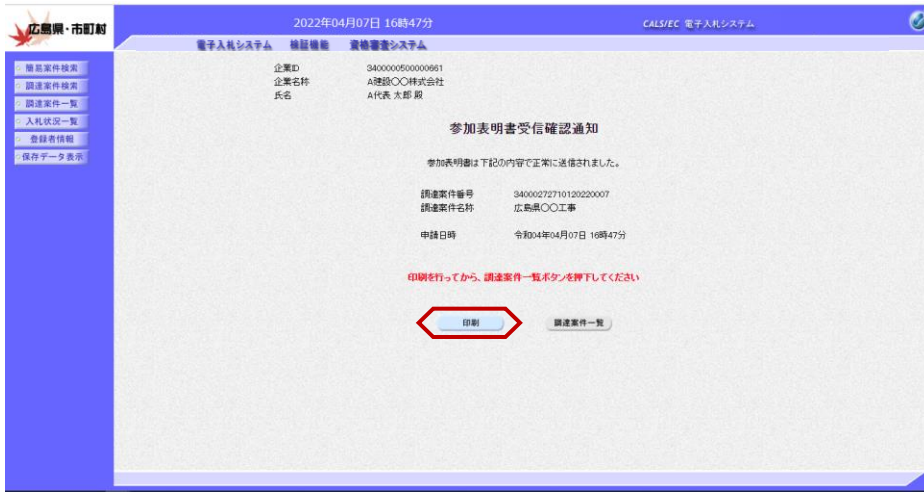 広島県・市町村
2022年04月07日 16時47分
CALS/EC 電子入札システム
電子入札システム 検証機能 資格審査システム
簡易案件検索
調達案件検索
調達案件一覧
入札状況一覧
登録者情報
保存データ表示
企業ID 3400000500000661
企業名称 A建設〇〇株式会社
氏名 A代表 太郎 殿
参加表明書受信確認通知
参加表明書は下記の内容で正常に送信されました。
調達案件番号 34000272710120220007
調達案件名称 広島県〇〇工事
申請日時 令和04年04月07日 16時47分
印刷を行ってから、調達案件一覧ボタンを押下してください
印刷 調達案件一覧